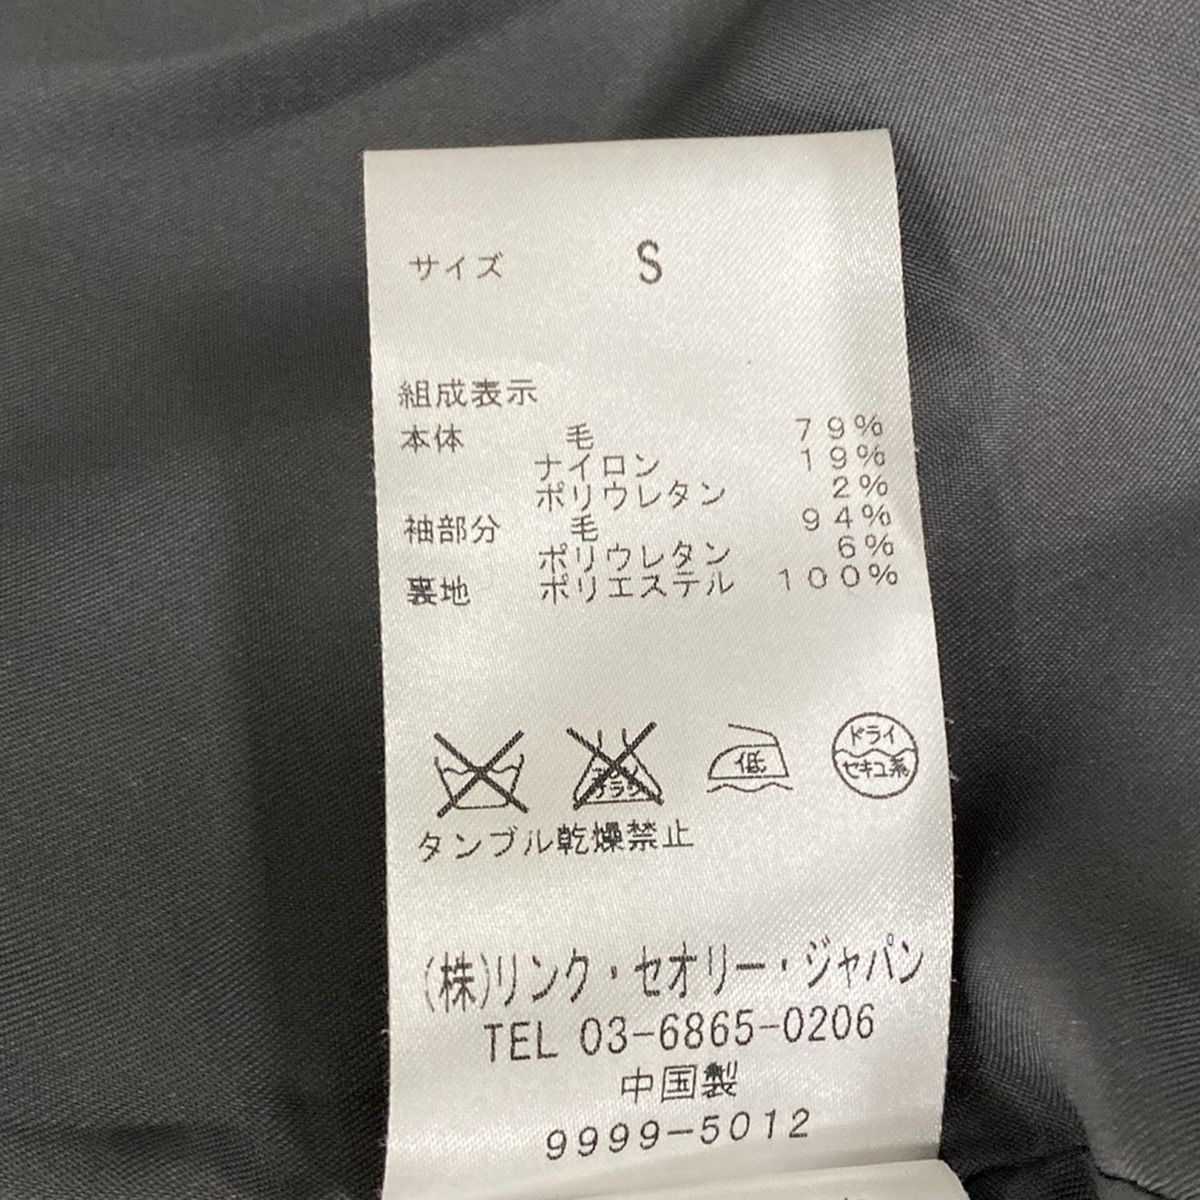 サイズ S
組成表示
本体 毛 79%
ナイロン 19%
ポリウレタン 2%
袖部分 毛 94%
ポリウレタン 6%
裏地 ポリエステル 100%
低
ドライ
セキユ系
タンブル乾燥禁止
(株)リンク・セオリー・ジャパン
TEL 03-6865-0206
中国製
9999-5012